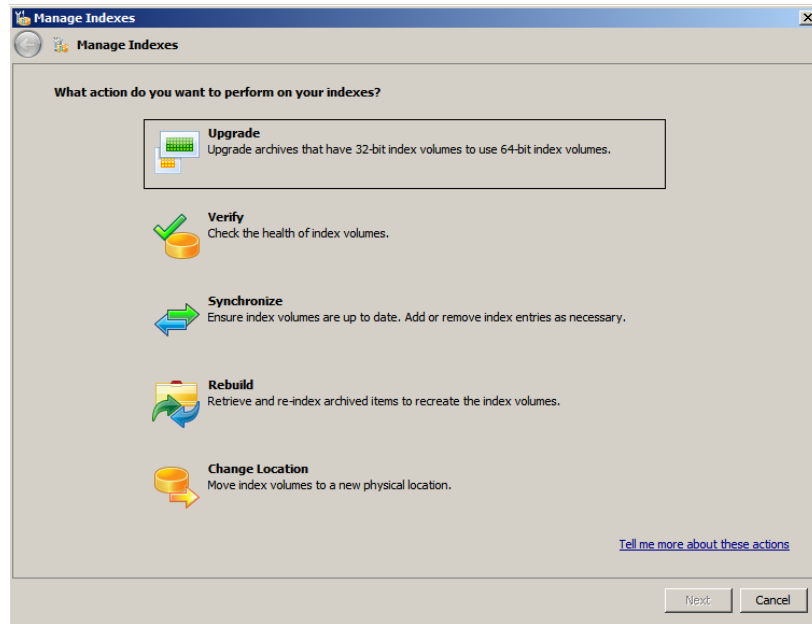 Manage Indexes
Manage Indexes
What action do you want to perform on your indexes?
Upgrade
Upgrade archives that have 32-bit index volumes to use 64-bit index volumes.
Verify
Check the health of index volumes.
Synchronize
Ensure index volumes are up to date. Add or remove index entries as necessary.
Rebuild
Retrieve and re-index archived items to recreate the index volumes.
Change Location
Move index volumes to a new physical location.
Tell me more about these actions
Next Cancel